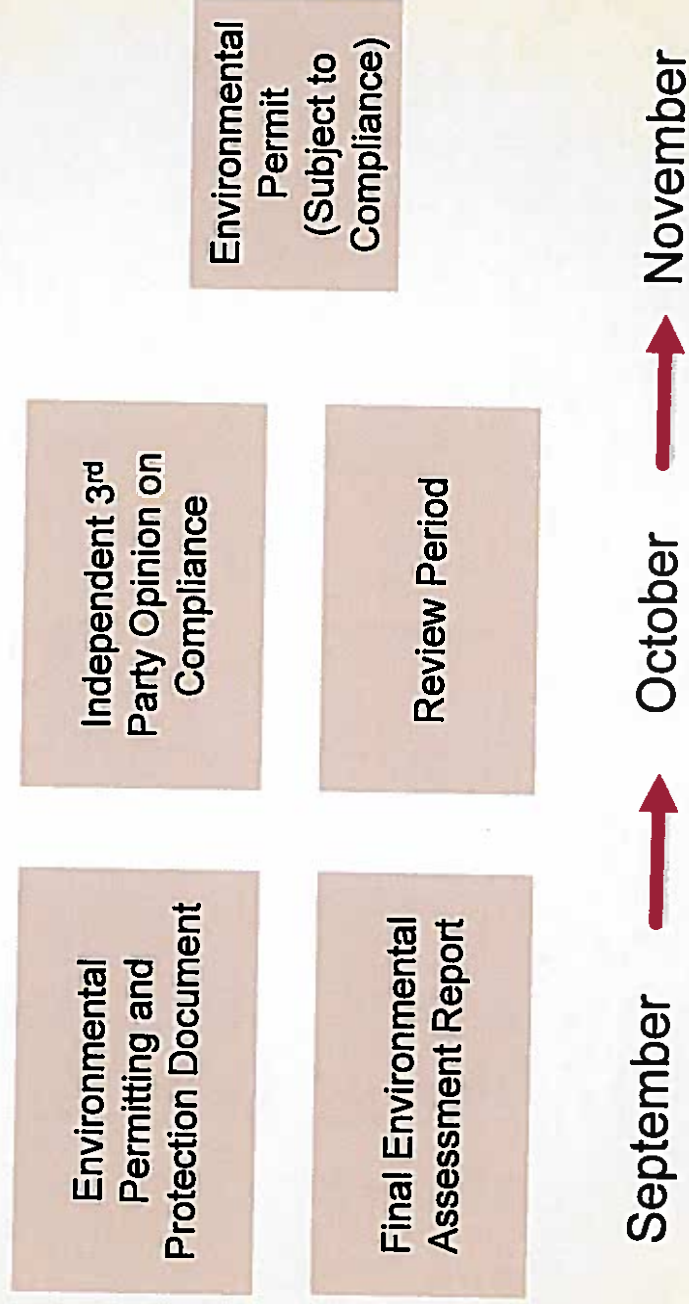 Environmental
Permitting and
Protection Document
Independent 3rd
Party Opinion on
Compliance
Environmental
Permit
(Subject to
Compliance)
Final Environmental
Assessment Report
Review Period
September
October
November